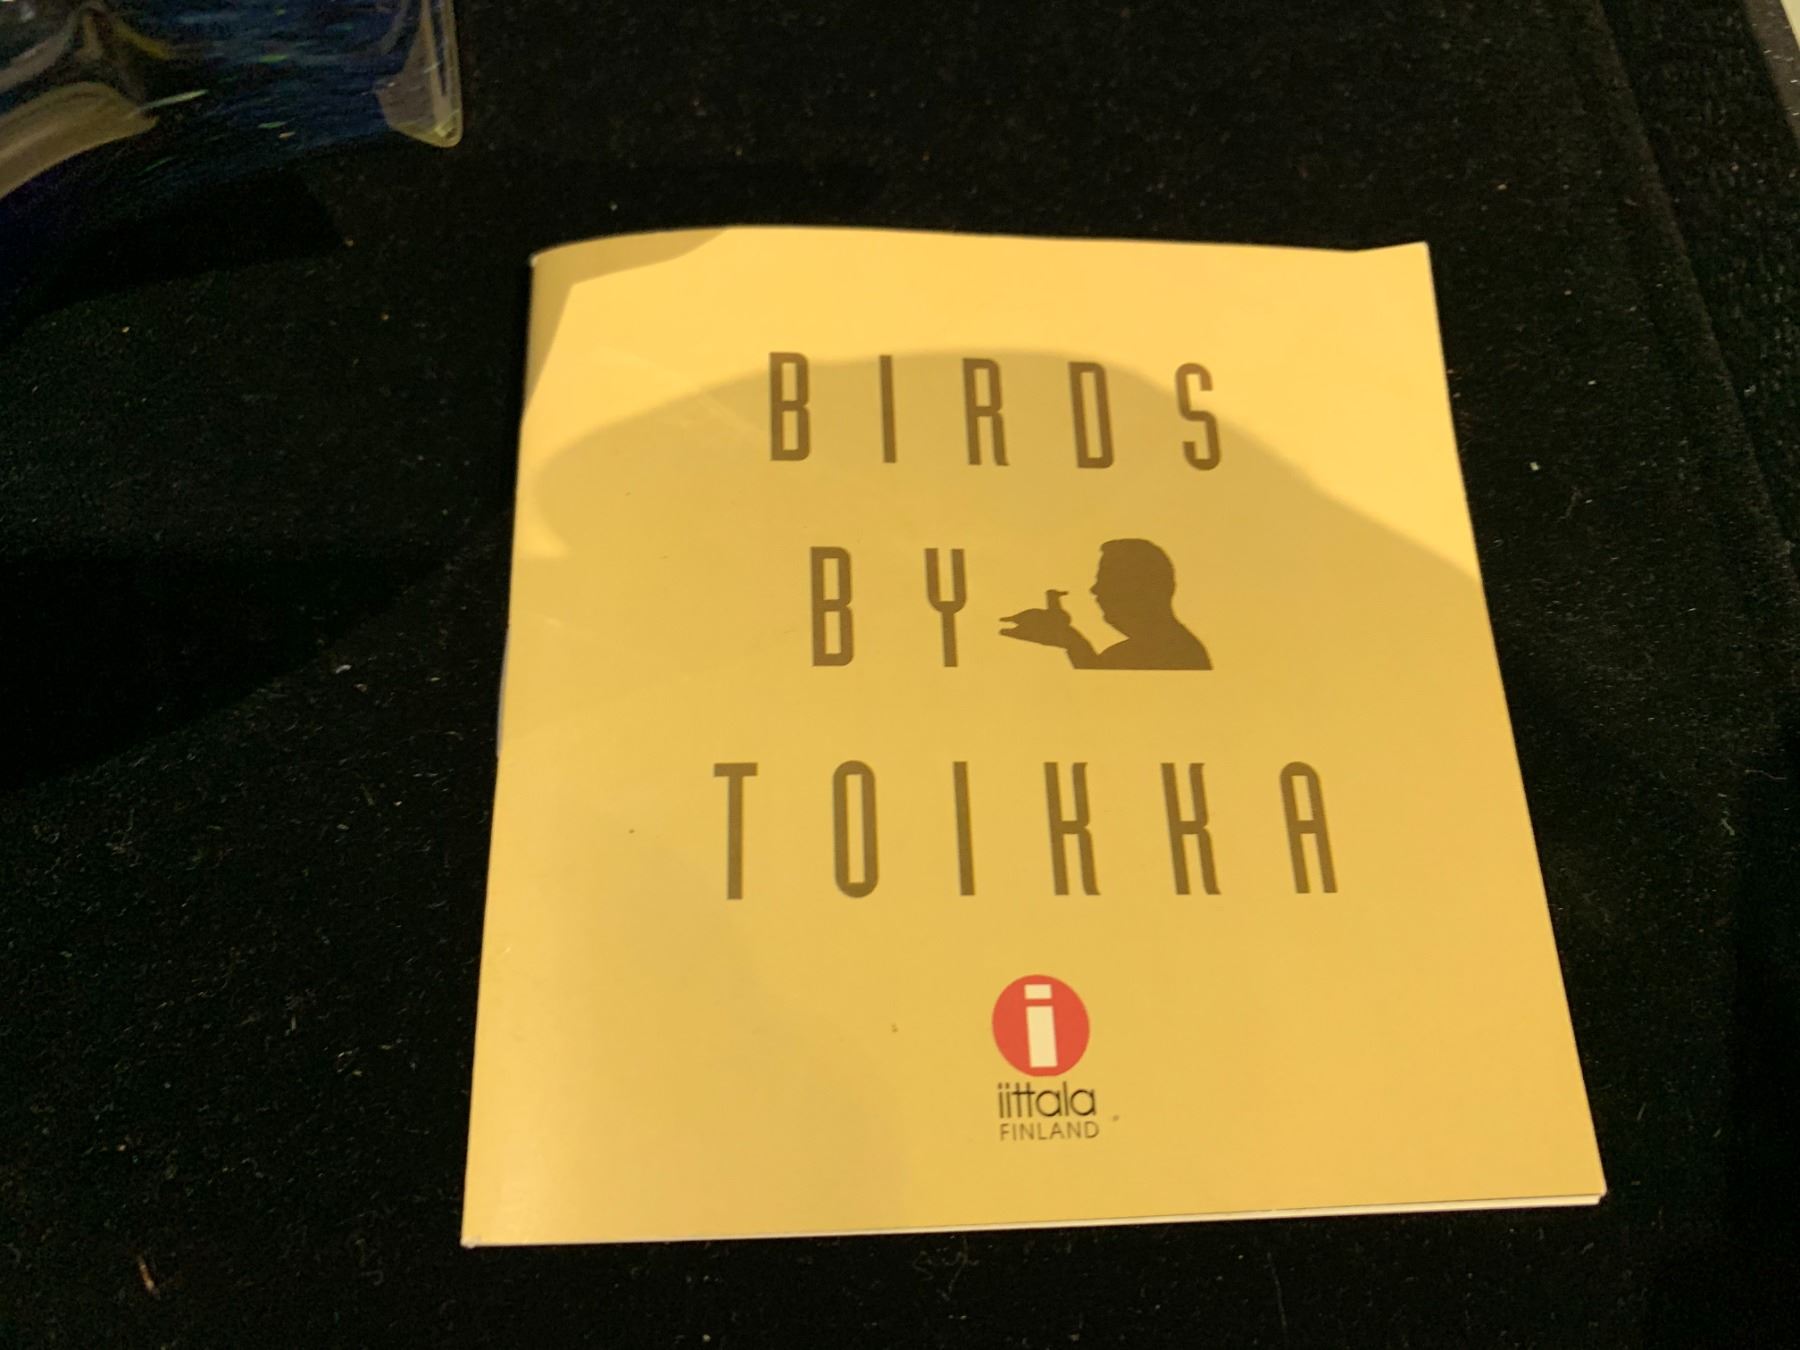 BIRDS
BY
TOIKKA
i
iittala
FINLAND